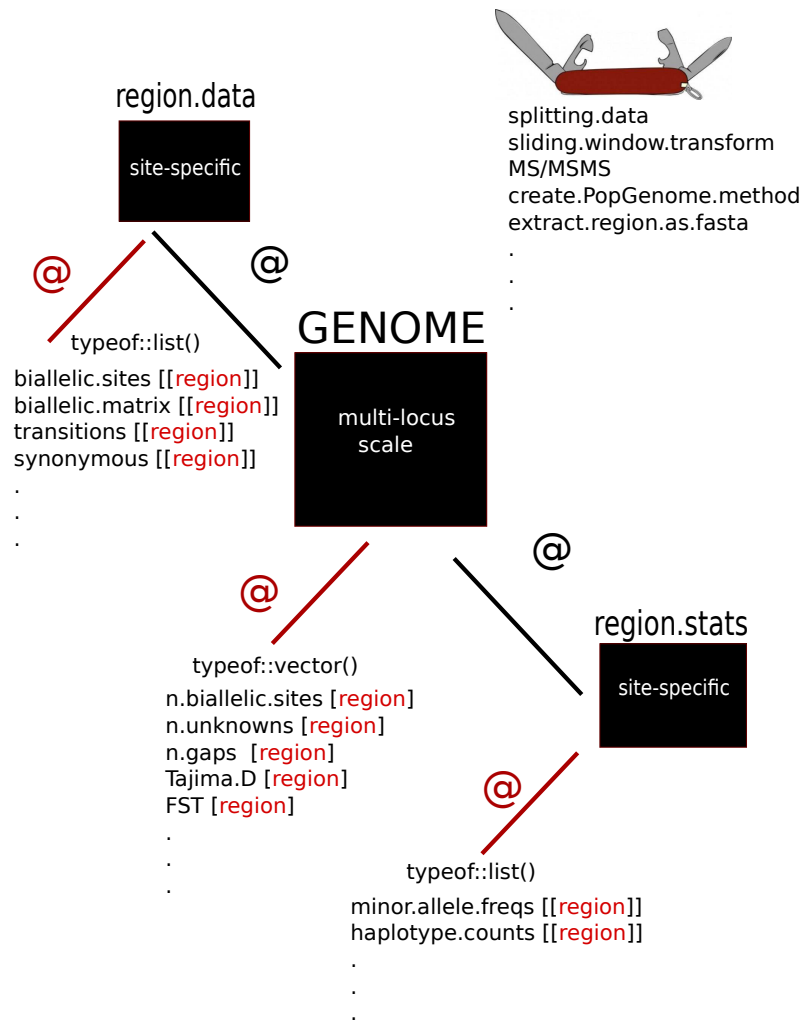 region.data
site-specific
splitting.data
sliding.window.transform
MS/MSMS
create.PopGenome.method
extract.region.as.fasta
.
.
.
@
@
typeof::list()
biallelic.sites [[region]]
biallelic.matrix [[region]]
transitions [[region]]
synonymous [[region]]
.
.
.
GENOME
multi-locus
scale
@
@
typeof::vector()
n.biallelic.sites [region]
n.unknowns [region]
n.gaps  [region]
Tajima.D [region]
FST [region]
.
.
.
region.stats
site-specific
@
typeof::list()
minor.allele.freqs [[region]]
haplotype.counts [[region]]
.
.
.